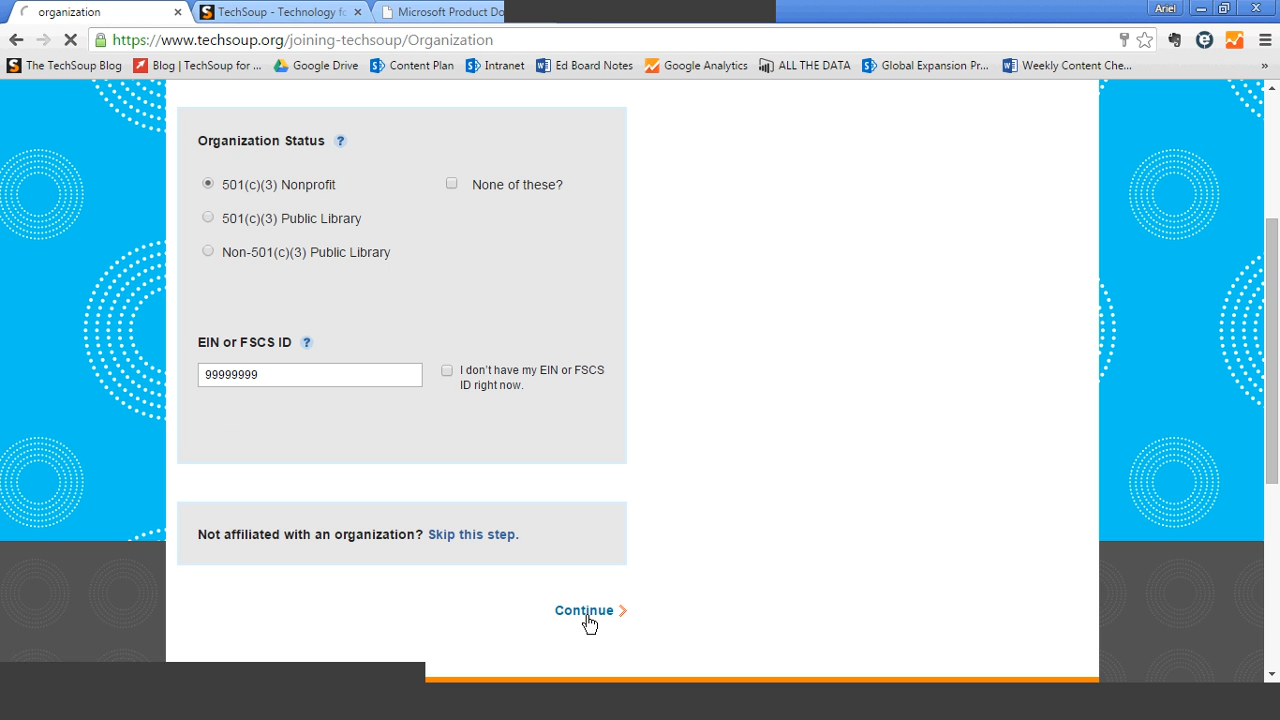 organization
TechSoup - Technology fo
Microsoft Product Do
Ariel
https://www.techsoup.org/joining-techsoup/Organization
The TechSoup Blog
Blog | TechSoup for ...
Google Drive
Content Plan
Intranet
Ed Board Notes
Google Analytics
ALL THE DATA
Global Expansion Pr...
Weekly Content Che...
»
Organization Status ?
501(c)(3) Nonprofit
None of these?
501(c)(3) Public Library
Non-501(c)(3) Public Library
EIN or FSCS ID ?
99999999
I don't have my EIN or FSCS
ID right now.
Not affiliated with an organization? Skip this step.
Continue